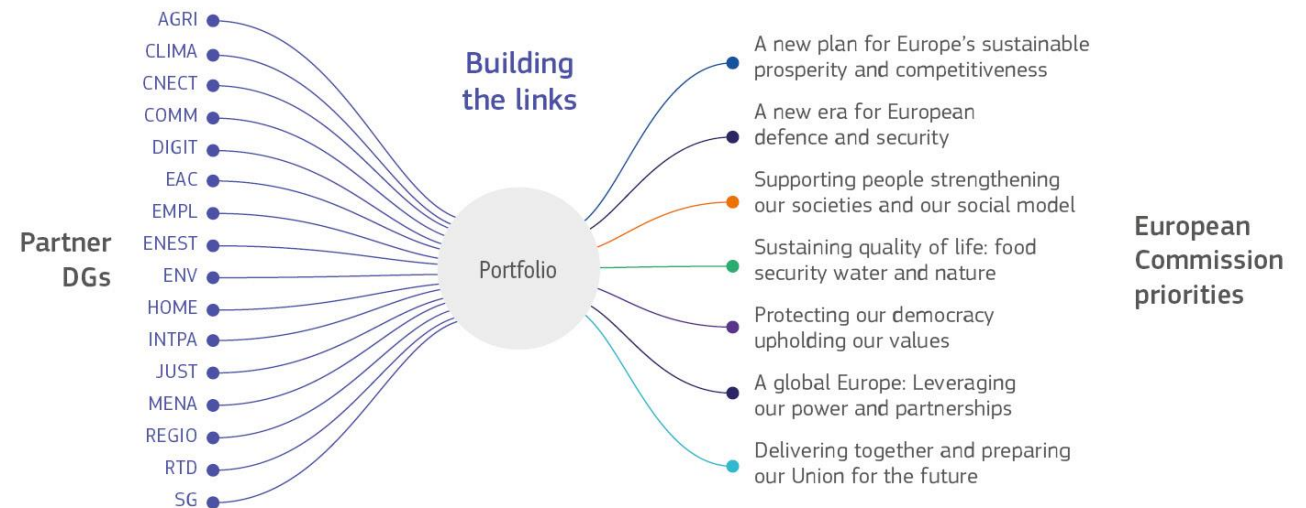 Partner
DGs
AGRI
CLIMA
CNECT
COMM
DIGIT
EAC
EMPL
ENEST
ENV
HOME
INTPA
JUST
MENA
REGIO
RTD
SG
Building
the links
Portfolio
A new plan for Europe’s sustainable
prosperity and competitiveness
A new era for European
defence and security
Supporting people strengthening
our societies and our social model
Sustaining quality of life: food
security water and nature
Protecting our democracy
upholding our values
A global Europe: Leveraging
our power and partnerships
Delivering together and preparing
our Union for the future
European
Commission
priorities